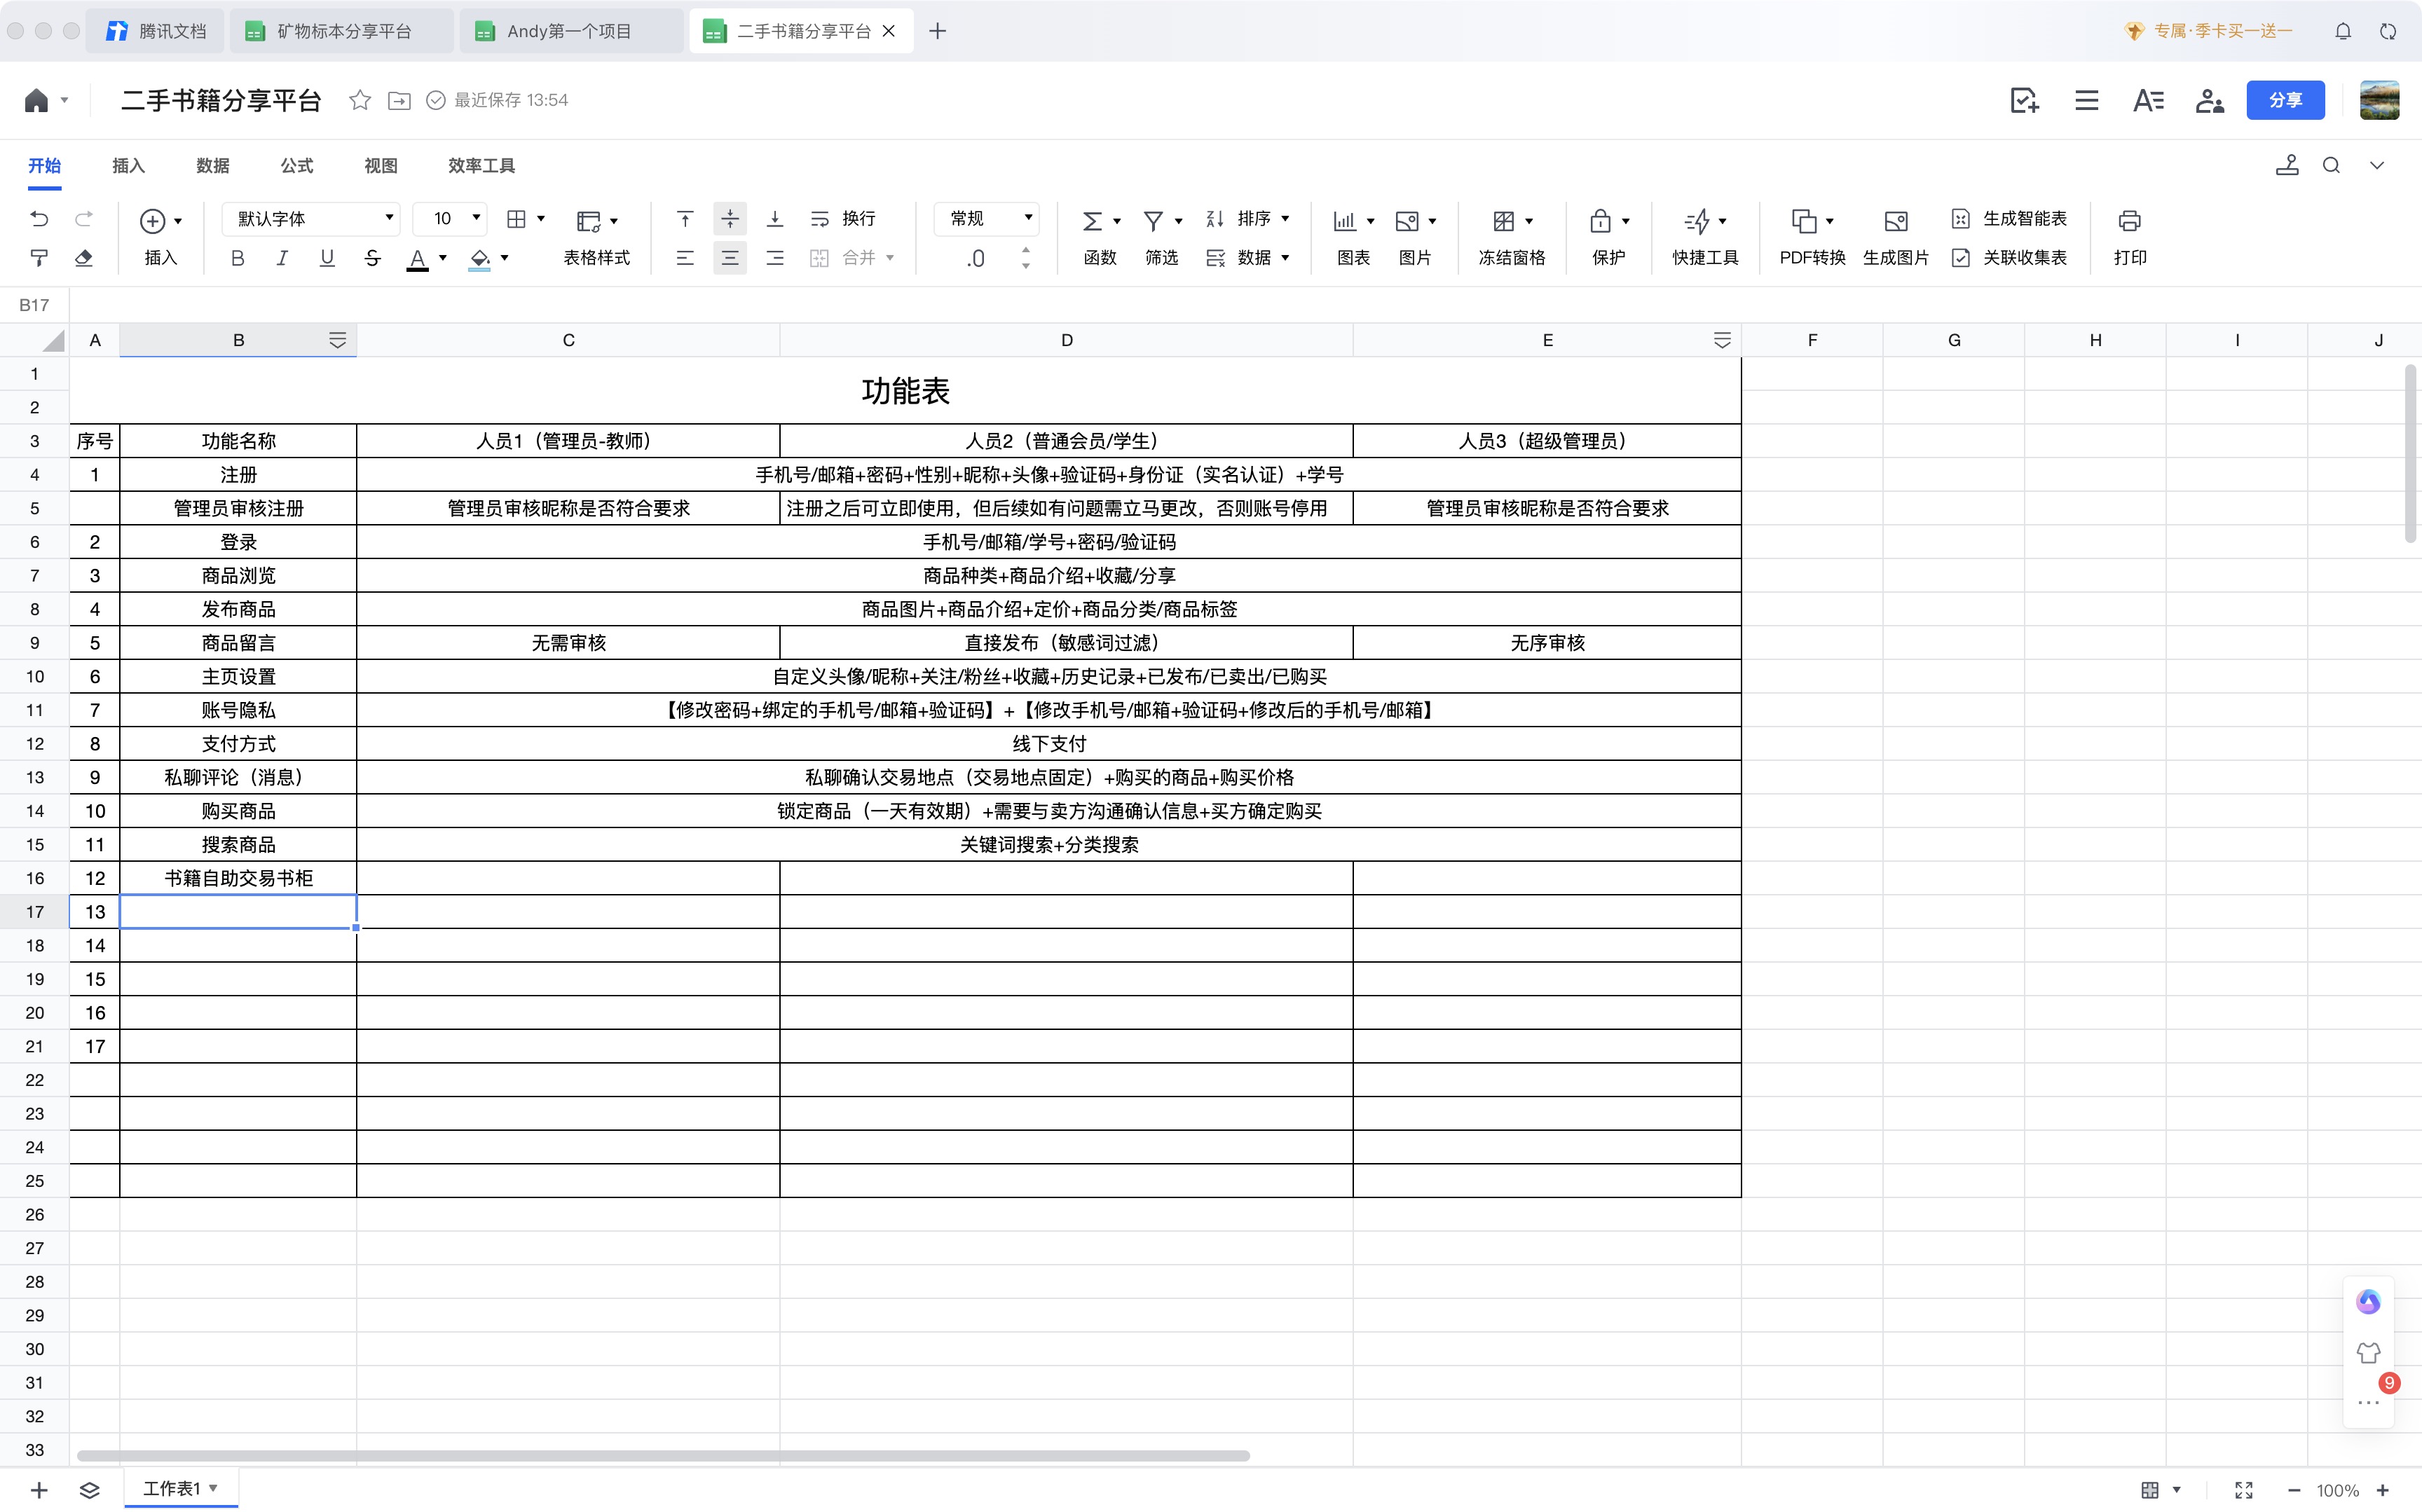 腾讯文档 矿物标本分享平台 Andy第一个项目 二手书籍分享平台 专属·季卡买一送一
二手书籍分享平台 最近保存 13:54 分享
开始 插入 数据 公式 视图 效率工具
默认字体 10 换行 常规 排序 生成智能表
插入 B I U S A 表格样式 合并 .0 函数 筛选 数据 图表 图片 冻结窗格 保护 快捷工具 PDF转换 生成图片 关联收集表 打印
B17
A B C D E F G H I J
1 功能表
2
3 序号 功能名称 人员1（管理员-教师） 人员2（普通会员/学生） 人员3（超级管理员）
4 1 注册 手机号/邮箱+密码+性别+昵称+头像+验证码+身份证（实名认证）+学号
5 管理员审核注册 管理员审核昵称是否符合要求 注册之后可立即使用，但后续如有问题需立马更改，否则账号停用 管理员审核昵称是否符合要求
6 2 登录 手机号/邮箱/学号+密码/验证码
7 3 商品浏览 商品种类+商品介绍+收藏/分享
8 4 发布商品 商品图片+商品介绍+定价+商品分类/商品标签
9 5 商品留言 无需审核 直接发布（敏感词过滤） 无序审核
10 6 主页设置 自定义头像/昵称+关注/粉丝+收藏+历史记录+已发布/已卖出/已购买
11 7 账号隐私 【修改密码+绑定的手机号/邮箱+验证码】+【修改手机号/邮箱+验证码+修改后的手机号/邮箱】
12 8 支付方式 线下支付
13 9 私聊评论（消息） 私聊确认交易地点（交易地点固定）+购买的商品+购买价格
14 10 购买商品 锁定商品（一天有效期）+需要与卖方沟通确认信息+买方确定购买
15 11 搜索商品 关键词搜索+分类搜索
16 12 书籍自助交易书柜
17 13
18 14
19 15
20 16
21 17
22
23
24
25
26
27
28
29
30
31
32
33
9
工作表1 100%